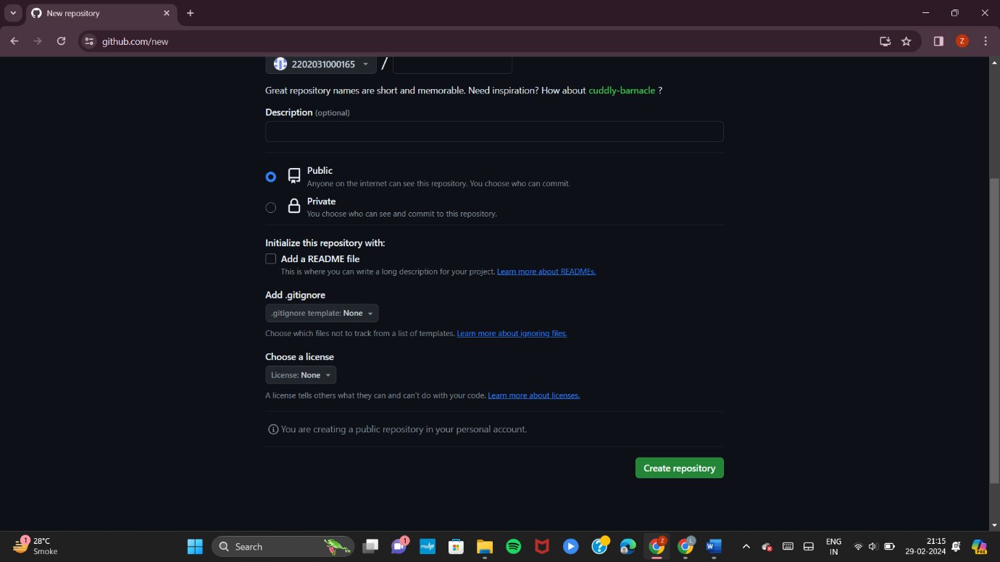 New repository
github.com/new
Z
2202031000165 /
Great repository names are short and memorable. Need inspiration? How about cuddly-barnacle ?
Description (optional)
Public
Anyone on the internet can see this repository. You choose who can commit.
Private
You choose who can see and commit to this repository.
Initialize this repository with:
Add a README file
This is where you can write a long description for your project. Learn more about READMEs.
Add .gitignore
.gitignore template: None
Choose which files not to track from a list of templates. Learn more about ignoring files.
Choose a license
License: None
A license tells others what they can and can't do with your code. Learn more about licenses.
You are creating a public repository in your personal account.
Create repository
1
28°C
Smoke
Search
1
myhp
Z
L
W
ENG
IN
21:15
29-02-2024
PRE